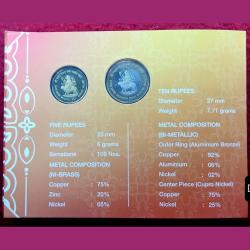 TEN RUPEES
Diameter : 27 mm
Weight : 7.71 grams
METAL COMPOSITION
(BI-METALLIC)
Outer Ring (Aluminium Bronze)
Copper : 92%
Aluminium : 06%
Nickel : 02%
Center Piece (Cupro Nickel)
Copper : 75%
Nickel : 25%
FIVE RUPEES
Diameter : 23 mm
Weight : 6 grams
Serrations : 100 Nos.
METAL COMPOSITION
(NI-BRASS)
Copper : 75%
Zinc : 20%
Nickel : 05%